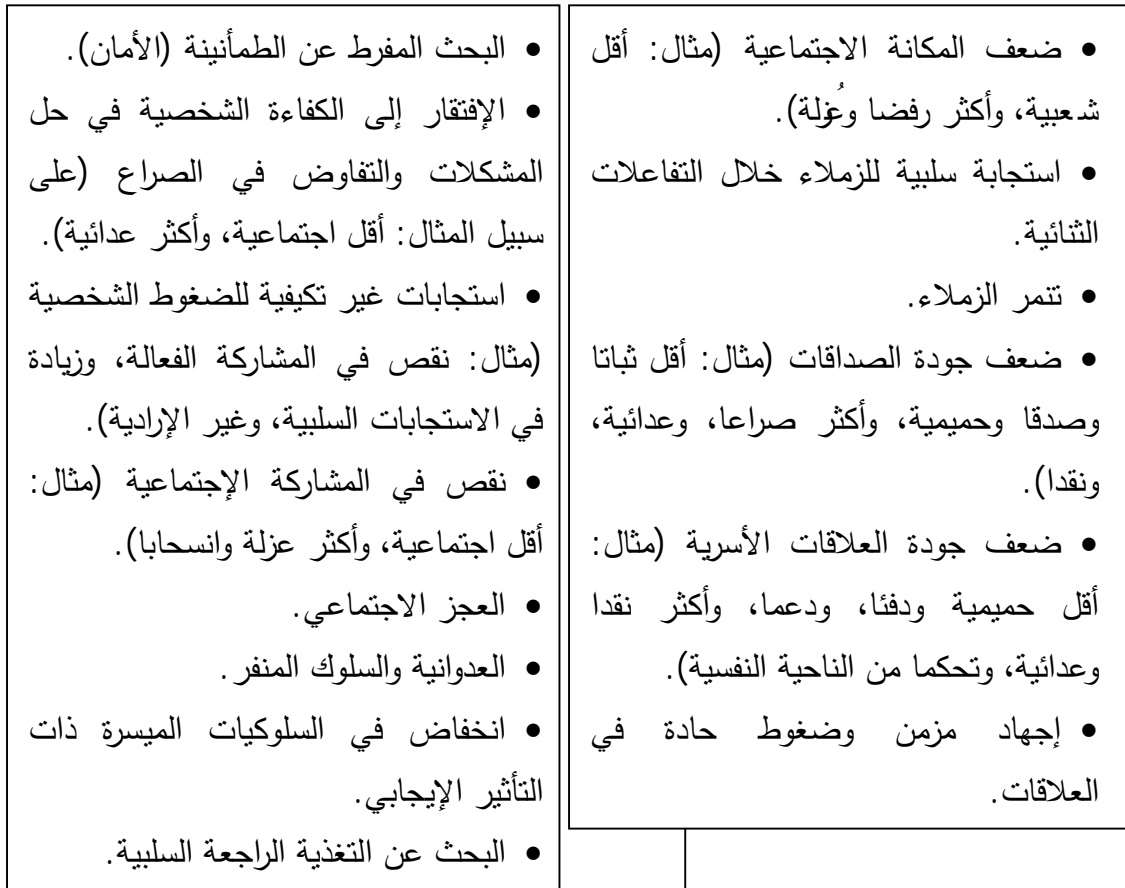 • ضعف المكانة الاجتماعية (مثال: أقل
شعبية، وأكثر رفضا وعُزلة).
• استجابة سلبية للزملاء خلال التفاعلات
الثنائية.
• تنمر الزملاء.
• ضعف جودة الصداقات (مثال: أقل ثباتا
وصدقا وحميمية، وأكثر صراعا، وعدائية،
ونقدا).
• ضعف جودة العلاقات الأسرية (مثال:
أقل حميمية ودفئا، ودعما، وأكثر نقدا
وعدائية، وتحكما من الناحية النفسية).
• إجهاد مزمن وضغوط حادة في
العلاقات.
• البحث المفرط عن الطمأنينة (الأمان).
• الإفتقار إلى الكفاءة الشخصية في حل
المشكلات والتفاوض في الصراع (على
سبيل المثال: أقل اجتماعية، وأكثر عدائية).
• استجابات غير تكيفية للضغوط الشخصية
(مثال: نقص في المشاركة الفعالة، وزيادة
في الاستجابات السلبية، وغير الإرادية).
• نقص في المشاركة الإجتماعية (مثال:
أقل اجتماعية، وأكثر عزلة وانسحابا).
• العجز الاجتماعي.
• العدوانية والسلوك المنفر.
• انخفاض في السلوكيات الميسرة ذات
التأثير الإيجابي.
• البحث عن التغذية الراجعة السلبية.